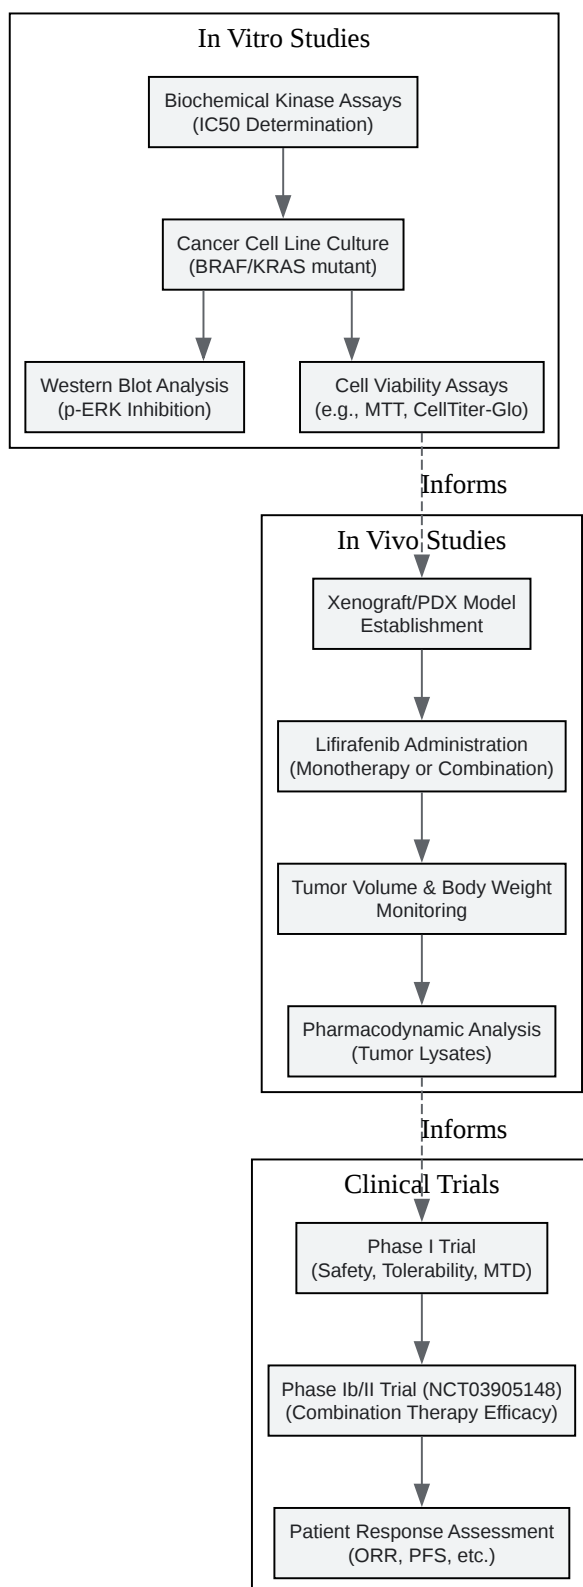 In Vitro Studies
Biochemical Kinase Assays
(IC50 Determination)
Cancer Cell Line Culture
(BRAF/KRAS mutant)
Western Blot Analysis
(p-ERK Inhibition)
Cell Viability Assays
(e.g., MTT, CellTiter-Glo)
Informs
In Vivo Studies
Xenograft/PDX Model
Establishment
Lifirafenib Administration
(Monotherapy or Combination)
Tumor Volume & Body Weight
Monitoring
Pharmacodynamic Analysis
(Tumor Lysates)
Informs
Clinical Trials
Phase I Trial
(Safety, Tolerability, MTD)
Phase Ib/II Trial (NCT03905148)
(Combination Therapy Efficacy)
Patient Response Assessment
(ORR, PFS, etc.)